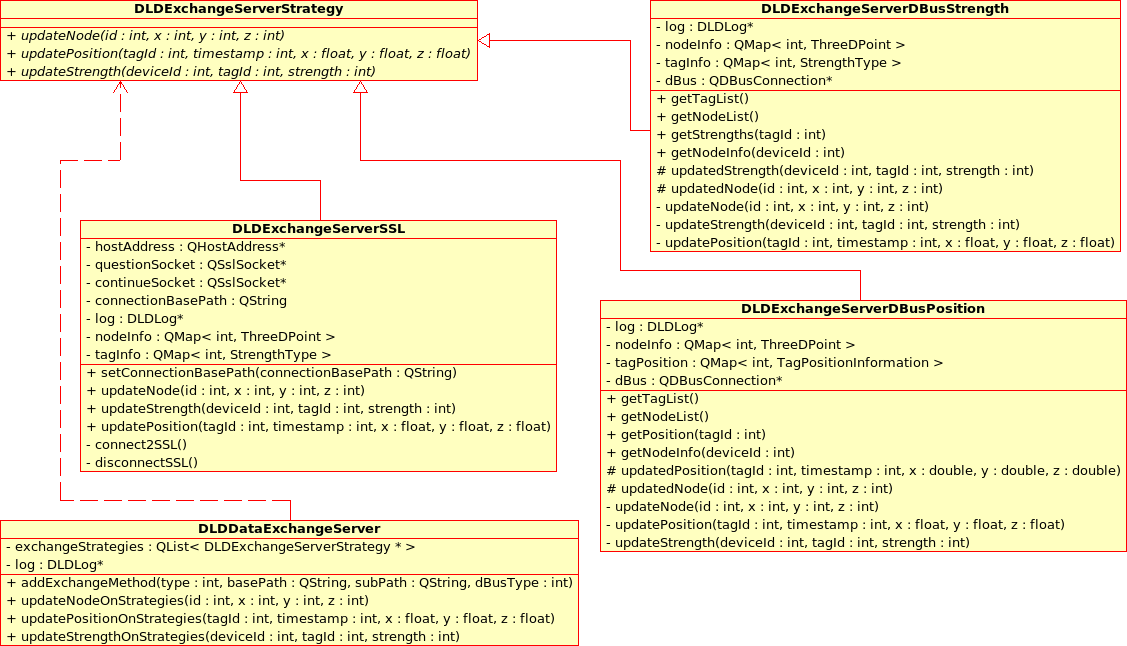 DLDExchangeServerStrategy
+ updateNode(id : int, x : int, y : int, z : int)
+ updatePosition(tagId : int, timestamp : int, x : float, y : float, z : float)
+ updateStrength(deviceId : int, tagId : int, strength : int)
DLDExchangeServerDBusStrength
- log : DLDLog*
- nodeInfo : QMap< int, ThreeDPoint >
- tagInfo : QMap< int, StrengthType >
- dBus : QDBusConnection*
+ getTagList()
+ getNodeList()
+ getStrengths(tagId : int)
+ getNodeInfo(deviceId : int)
# updatedStrength(deviceId : int, tagId : int, strength : int)
# updatedNode(id : int, x : int, y : int, z : int)
- updateNode(id : int, x : int, y : int, z : int)
- updateStrength(deviceId : int, tagId : int, strength : int)
- updatePosition(tagId : int, timestamp : int, x : float, y : float, z : float)
DLDExchangeServerSSL
- hostAddress : QHostAddress*
- questionSocket : QSslSocket*
- continueSocket : QSslSocket*
- connectionBasePath : QString
- log : DLDLog*
- nodeInfo : QMap< int, ThreeDPoint >
- tagInfo : QMap< int, StrengthType >
+ setConnectionBasePath(connectionBasePath : QString)
+ updateNode(id : int, x : int, y : int, z : int)
+ updateStrength(deviceId : int, tagId : int, strength : int)
+ updatePosition(tagId : int, timestamp : int, x : float, y : float, z : float)
- connect2SSL()
- disconnectSSL()
DLDExchangeServerDBusPosition
- log : DLDLog*
- nodeInfo : QMap< int, ThreeDPoint >
- tagPosition : QMap< int, TagPositionInformation >
- dBus : QDBusConnection*
+ getTagList()
+ getNodeList()
+ getPosition(tagId : int)
+ getNodeInfo(deviceId : int)
# updatedPosition(tagId : int, timestamp : int, x : double, y : double, z : double)
# updatedNode(id : int, x : int, y : int, z : int)
- updateNode(id : int, x : int, y : int, z : int)
- updatePosition(tagId : int, timestamp : int, x : float, y : float, z : float)
- updateStrength(deviceId : int, tagId : int, strength : int)
DLDDataExchangeServer
- exchangeStrategies : QList< DLDExchangeServerStrategy * >
- log : DLDLog*
+ addExchangeMethod(type : int, basePath : QString, subPath : QString, dBusType : int)
+ updateNodeOnStrategies(id : int, x : int, y : int, z : int)
+ updatePositionOnStrategies(tagId : int, timestamp : int, x : float, y : float, z : float)
+ updateStrengthOnStrategies(deviceId : int, tagId : int, strength : int)